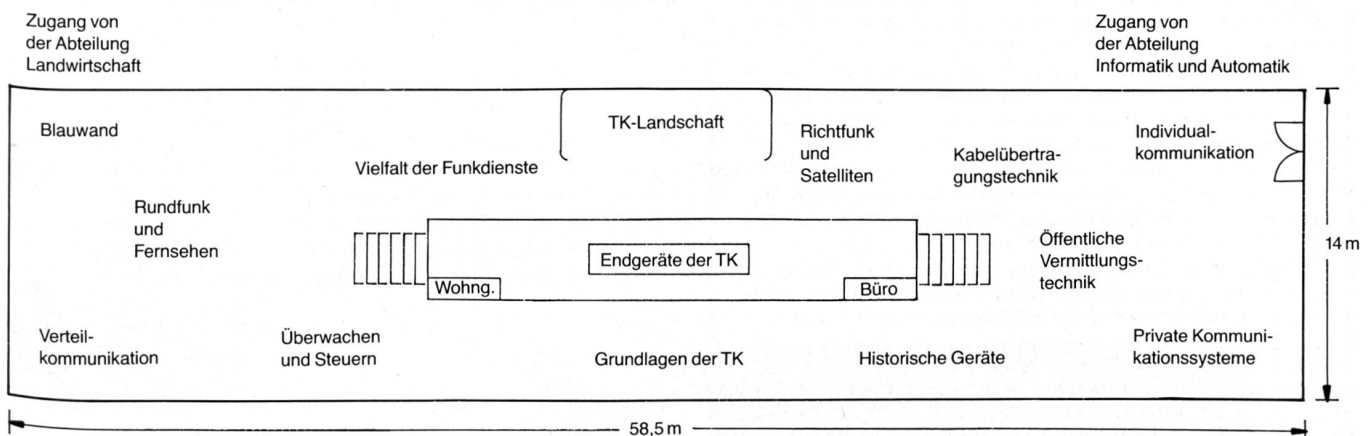 Zugang von
der Abteilung
Landwirtschaft
Zugang von
der Abteilung
Informatik und Automatik
Blauwand
TK-Landschaft
Richtfunk
und
Satelliten
Individual-
kommunikation
Vielfalt der Funkdienste
Kabelübertra-
gungstechnik
Rundfunk
und
Fernsehen
Endgeräte der TK
Wohng.
Büro
Öffentliche
Vermittlungs-
technik
14 m
Verteil-
kommunikation
Überwachen
und Steuern
Grundlagen der TK
Historische Geräte
Private Kommuni-
kationssysteme
58,5 m